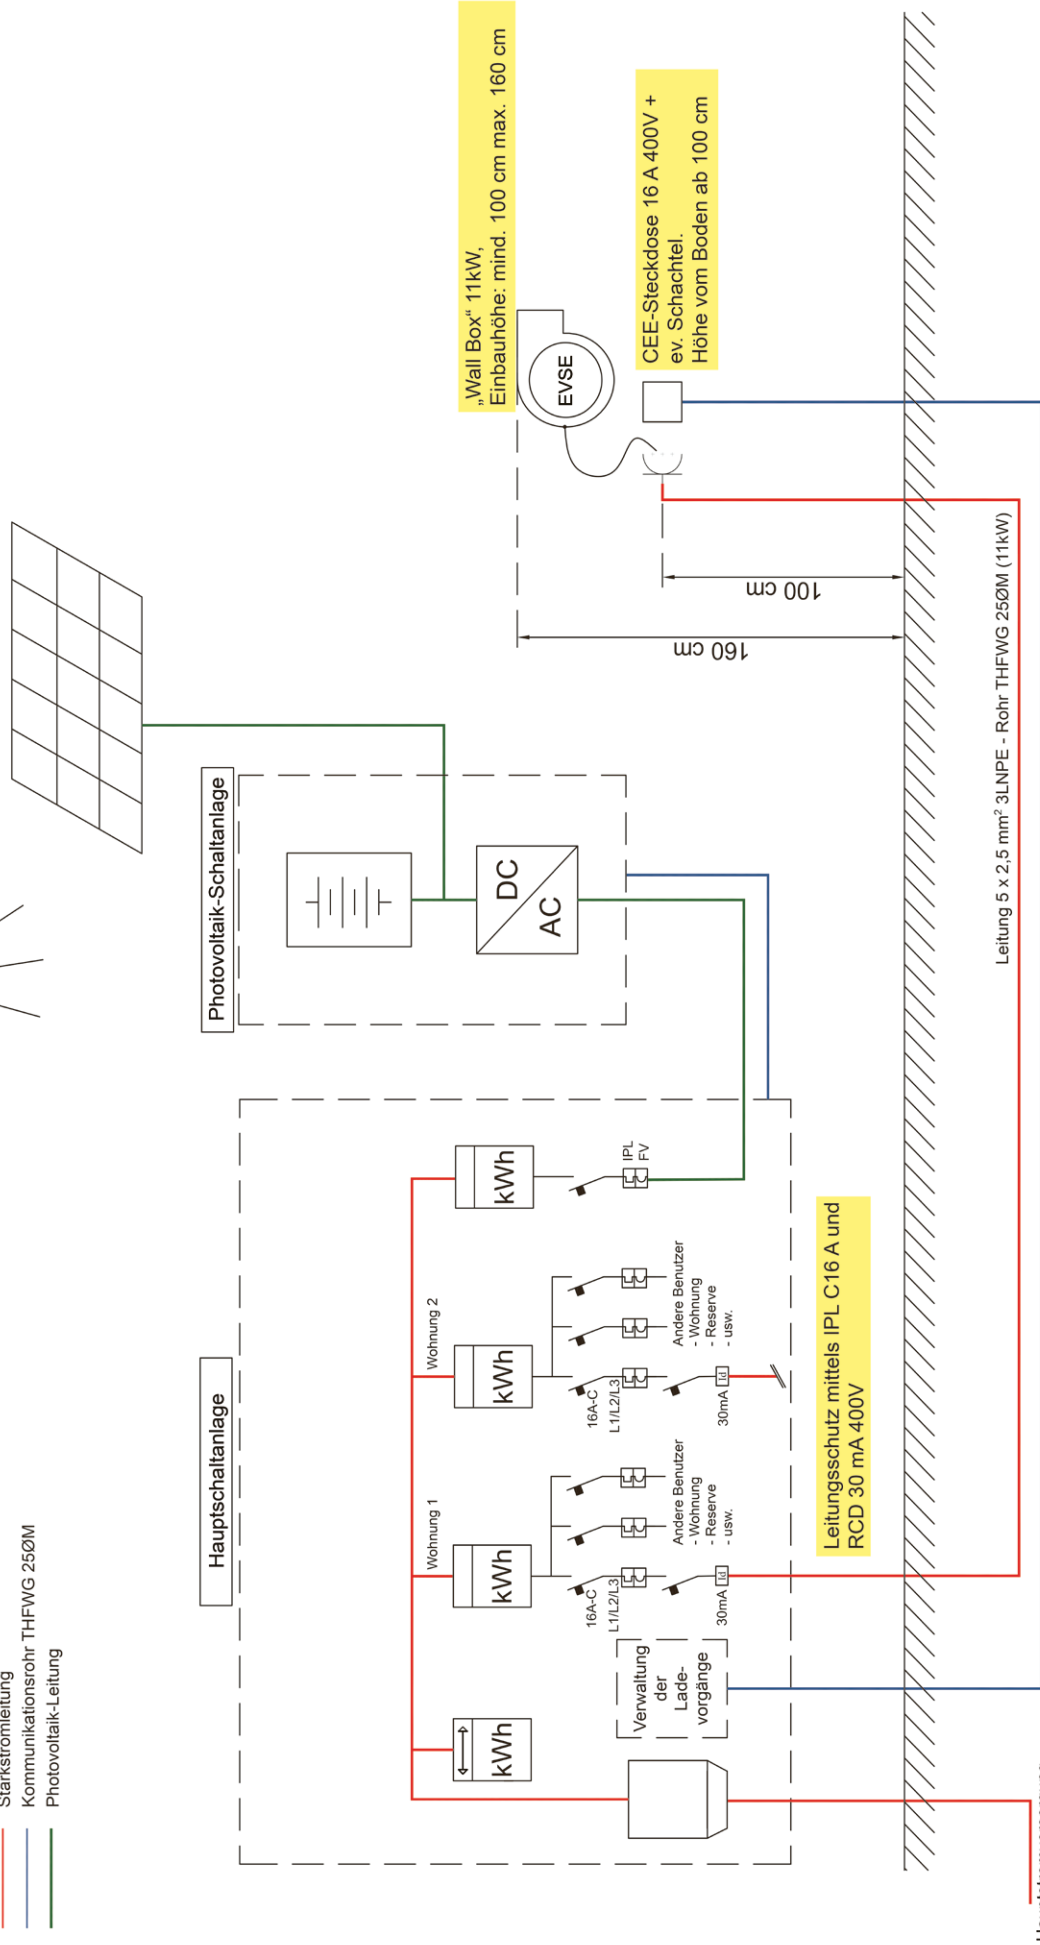 Starkstromleitung
Kommunikationsrohr THFWG 25ØM
Photovoltaik-Leitung
Hauptschaltanlage
Photovoltaik-Schaltanlage
DC
AC
kWh
Wohnung 1
kWh
16A-C
L1/L2/L3
30mA
Id
Andere Benutzer
- Wohnung
- Reserve
- usw.
Wohnung 2
kWh
16A-C
L1/L2/L3
30mA
Id
Andere Benutzer
- Wohnung
- Reserve
- usw.
kWh
IPL
FV
Verwaltung
der
Lade-
vorgänge
Leitungsschutz mittels IPL C16 A und
RCD 30 mA 400V
„Wall Box“ 11kW,
Einbauhöhe: mind. 100 cm max. 160 cm
EVSE
CEE-Steckdose 16 A 400V +
ev. Schachtel.
Höhe vom Boden ab 100 cm
160 cm
100 cm
Leitung 5 x 2,5 mm² 3LNPE - Rohr THFWG 25ØM (11kW)